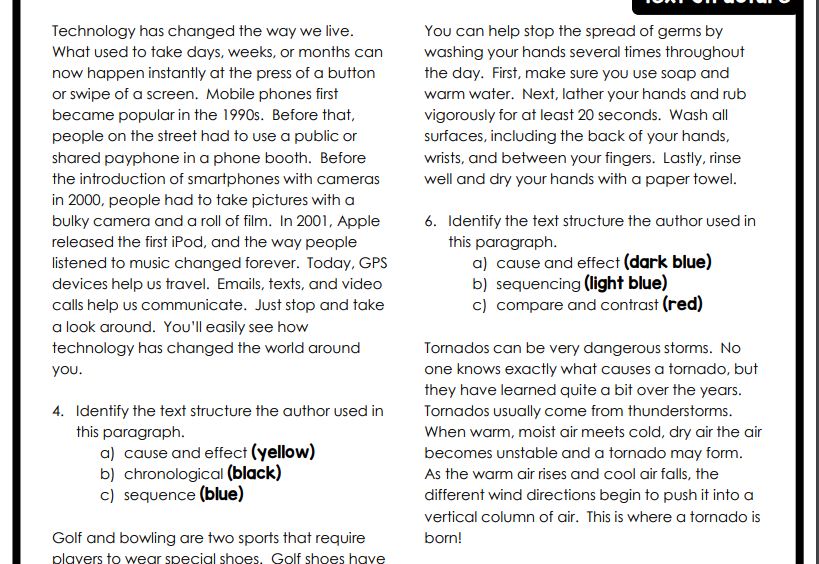 Text Structure
Technology has changed the way we live.
What used to take days, weeks, or months can
now happen instantly at the press of a button
or swipe of a screen.  Mobile phones first
became popular in the 1990s.  Before that,
people on the street had to use a public or
shared payphone in a phone booth.  Before
the introduction of smartphones with cameras
in 2000, people had to take pictures with a
bulky camera and a roll of film.  In 2001, Apple
released the first iPod, and the way people
listened to music changed forever.  Today, GPS
devices help us travel.  Emails, texts, and video
calls help us communicate.  Just stop and take
a look around.  You'll easily see how
technology has changed the world around
you.
4.  Identify the text structure the author used in
this paragraph.
a)  cause and effect (yellow)
b)  chronological (black)
c)  sequence (blue)
Golf and bowling are two sports that require
players to wear special shoes.  Golf shoes have
You can help stop the spread of germs by
washing your hands several times throughout
the day.  First, make sure you use soap and
warm water.  Next, lather your hands and rub
vigorously for at least 20 seconds.  Wash all
surfaces, including the back of your hands,
wrists, and between your fingers.  Lastly, rinse
well and dry your hands with a paper towel.
6.  Identify the text structure the author used in
this paragraph.
a)  cause and effect (dark blue)
b)  sequencing (light blue)
c)  compare and contrast (red)
Tornados can be very dangerous storms.  No
one knows exactly what causes a tornado, but
they have learned quite a bit over the years.
Tornados usually come from thunderstorms.
When warm, moist air meets cold, dry air the air
becomes unstable and a tornado may form.
As the warm air rises and cool air falls, the
different wind directions begin to push it into a
vertical column of air.  This is where a tornado is
born!